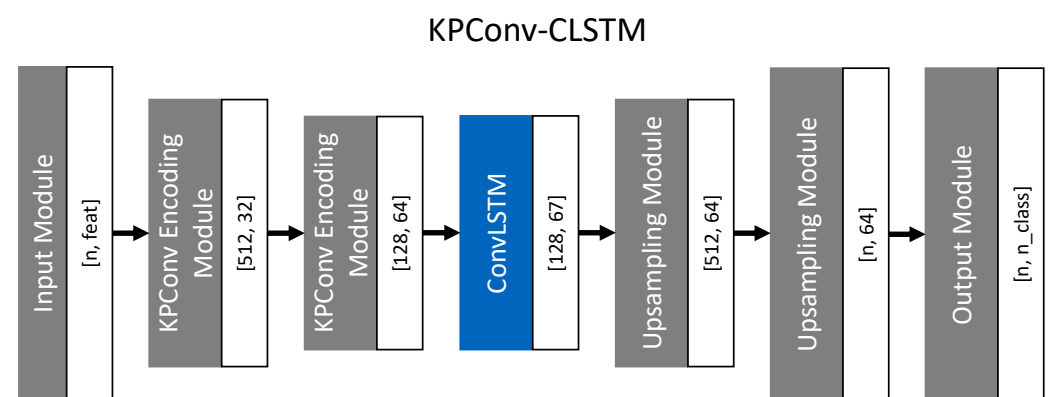 KPConv-CLSTM
Input Module
[n, feat]
KPConv Encoding
Module
[512, 32]
KPConv Encoding
Module
[128, 64]
ConvLSTM
[128, 67]
Upsampling Module
[512, 64]
Upsampling Module
[n, 64]
Output Module
[n, n_class]